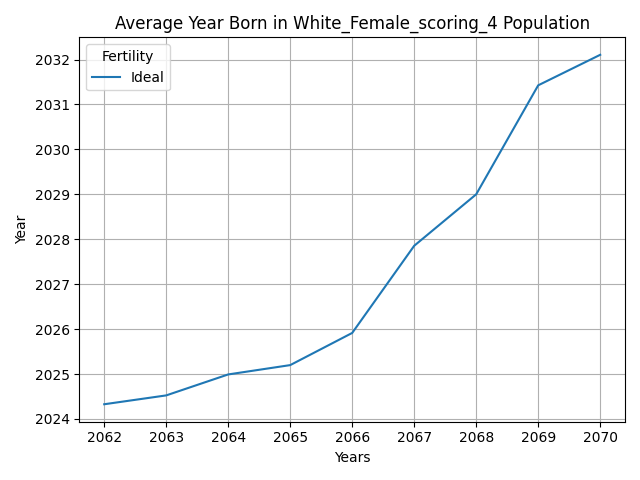 Average Year Born in White_Female_scoring_4 Population
Fertility
Ideal
2032
2031
2030
2029
2028
2027
2026
2025
2024
Year
2062 2063 2064 2065 2066 2067 2068 2069 2070
Years